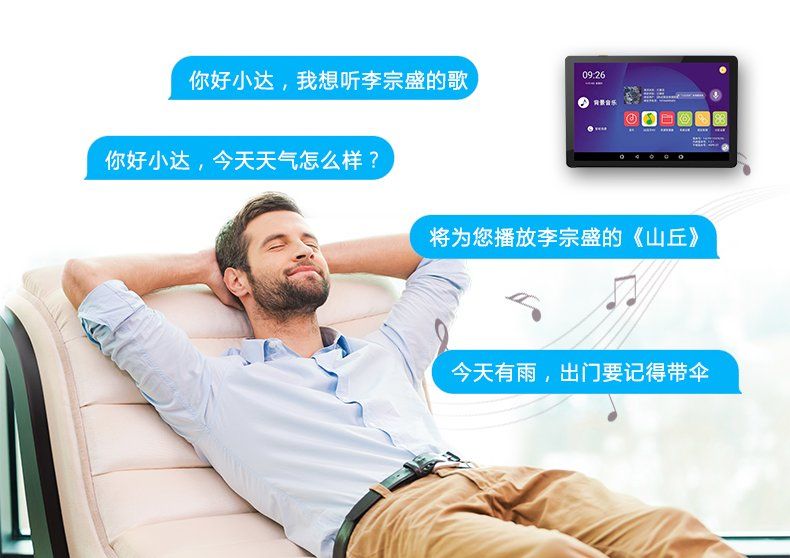 你好小达，我想听李宗盛的歌
09:26
背景音乐
你好小达，今天天气怎么样？
将为您播放李宗盛的《山丘》
今天有雨，出门要记得带伞